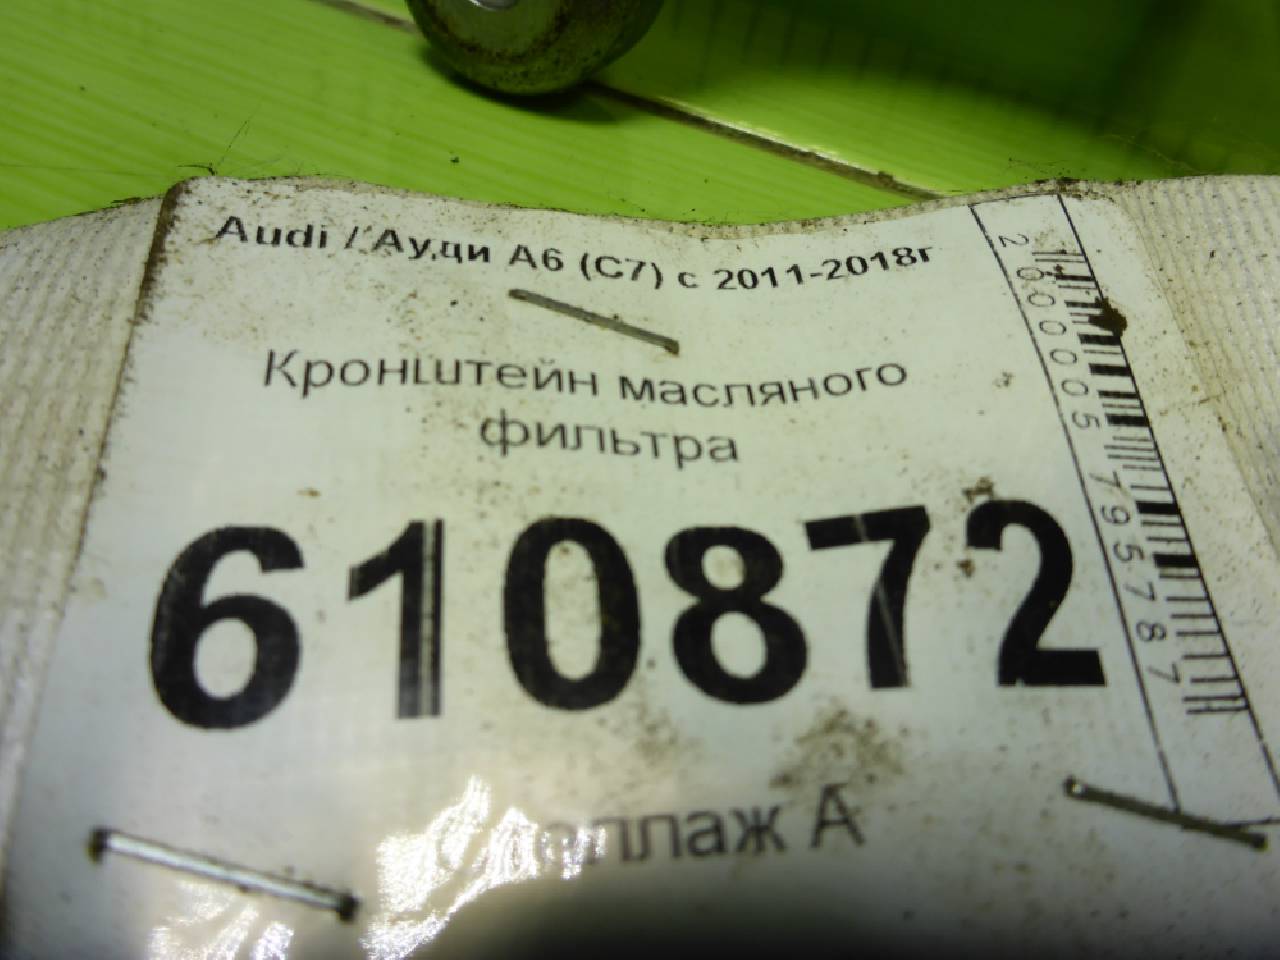 Audi / Ауди А6 (С7) с 2011-2018г
Кронштейн масляного
фильтра
610872
А
2000005795787